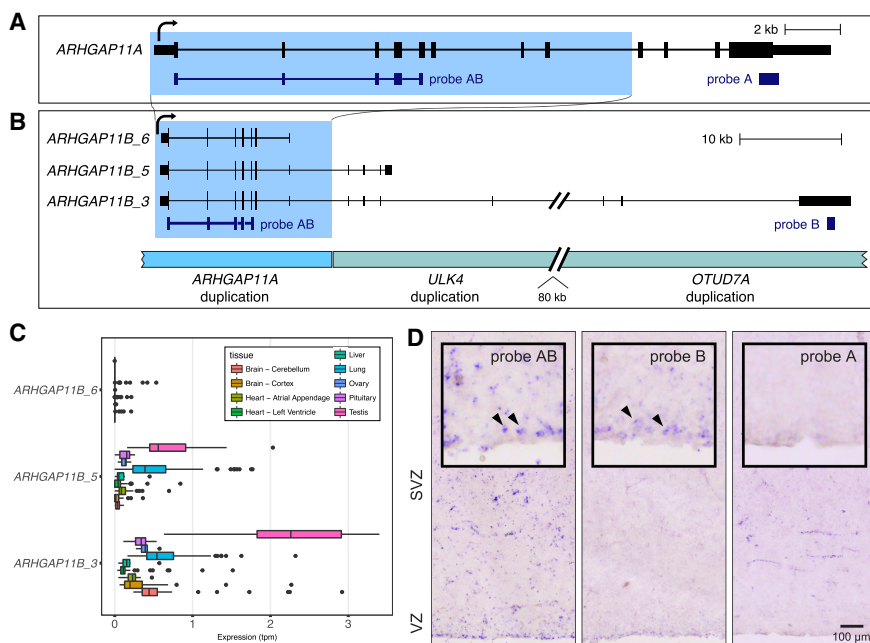 A
ARHGAP11A
2 kb
probe AB
probe A
B
ARHGAP11B_6
10 kb
ARHGAP11B_5
ARHGAP11B_3
probe AB
probe B
ARHGAP11A
duplication
ULK4
duplication
80 kb
OTUD7A
duplication
C
tissue
Brain − Cerebellum
Brain − Cortex
Heart − Atrial Appendage
Heart − Left Ventricle
Liver
Lung
Ovary
Pituitary
Testis
ARHGAP11B_6
ARHGAP11B_5
ARHGAP11B_3
0
1
2
3
Expression (tpm)
D
probe AB
probe B
probe A
SVZ
VZ
100 µm